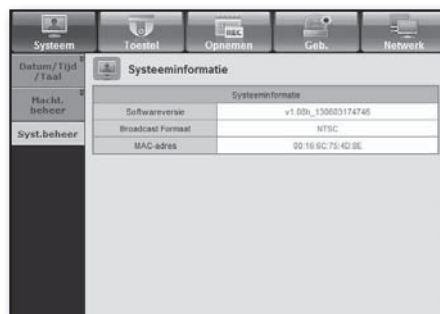 Systeem
Toestel
REC
Opnemen
Geb.
Netwerk
Datum/Tijd
/Taal
Macht.
beheer
Syst.beheer
Systeeminformatie
Systeeminformatie
Softwareversie
v1.08h_130603174746
Broadcast Formaat
NTSC
MAC-adres
00:16:6C:75:4D:8E